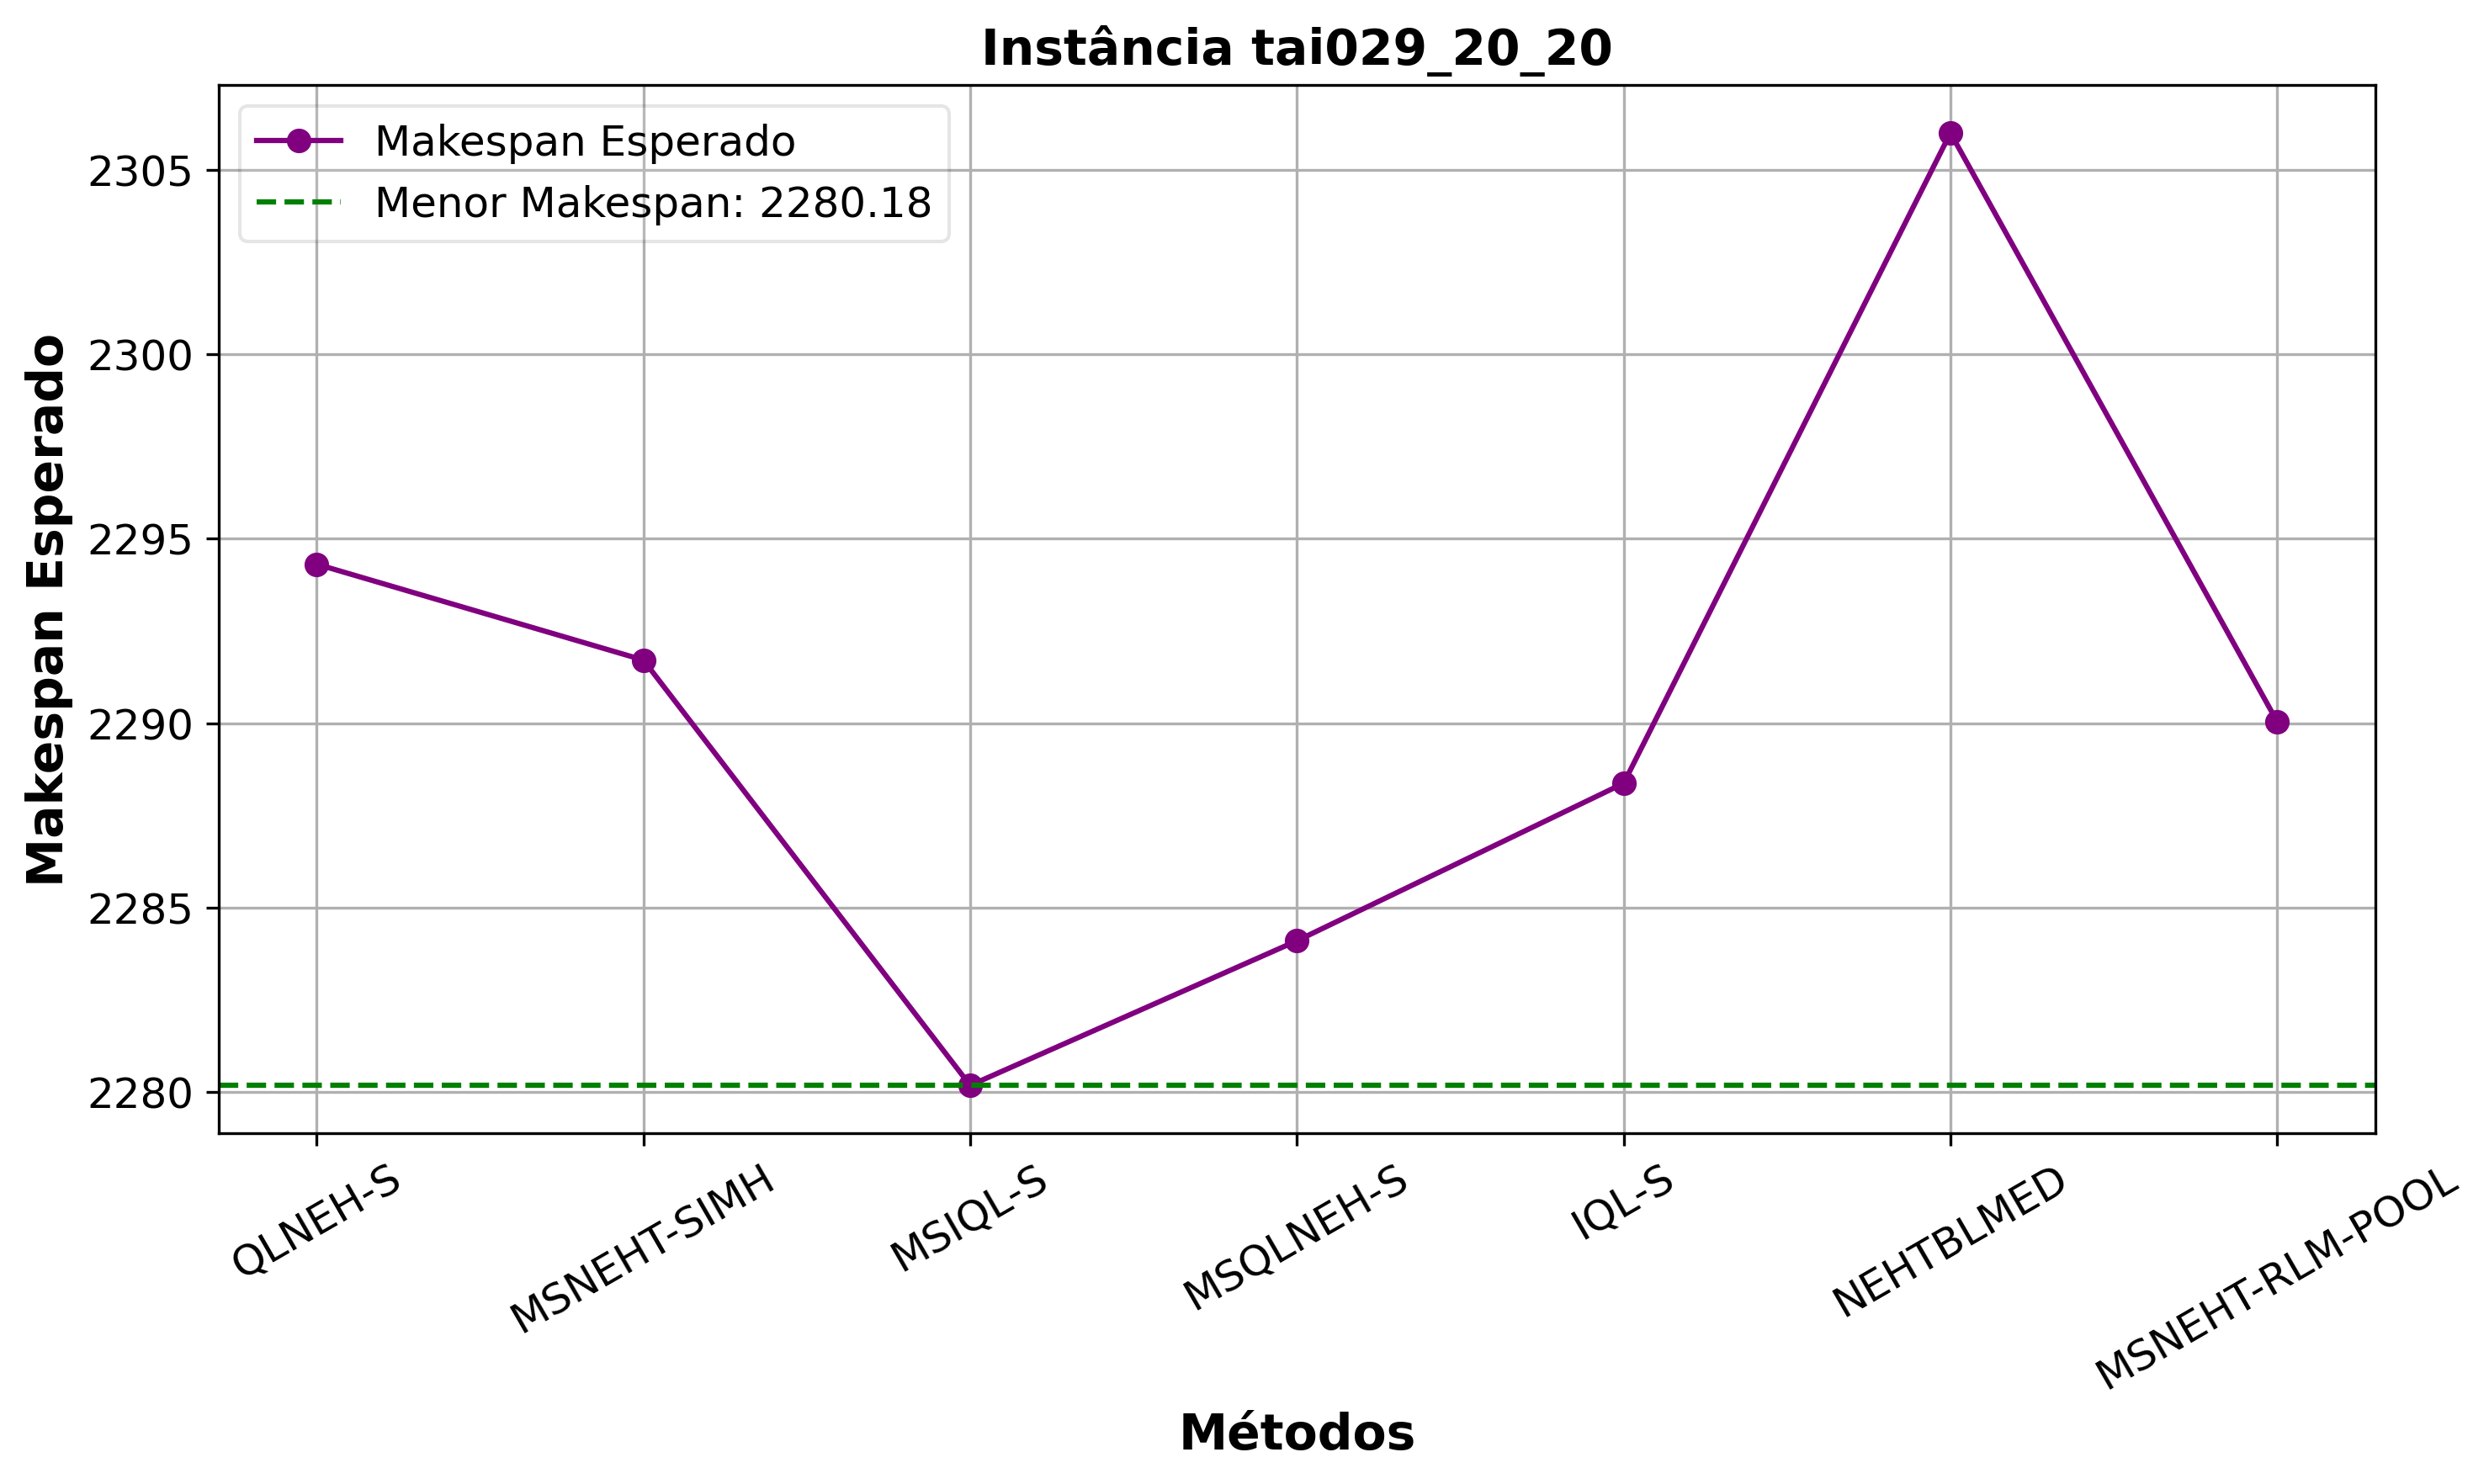 Instância tai029_20_20
Makespan Esperado
Menor Makespan: 2280.18
Makespan Esperado
2305
2300
2295
2290
2285
2280
QLNEH-S
MSNEHT-SIMH
MSIQL-S
MSQLNEH-S
IQL-S
NEHTBLMED
MSNEHT-RLM-POOL
Métodos